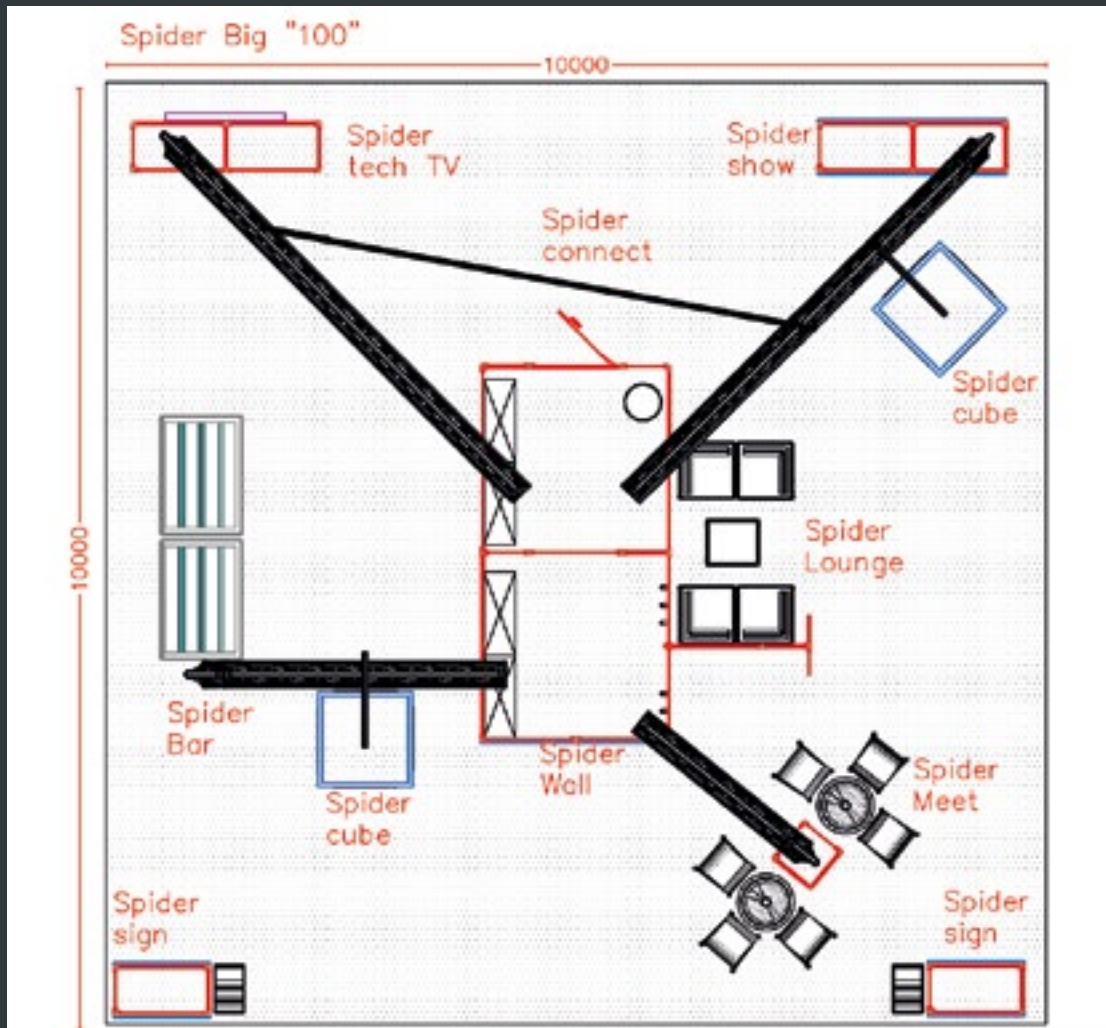 Spider Big "100"
10000
Spider
tech TV
Spider
show
Spider
connect
Spider
cube
10000
Spider
Lounge
Spider
Bar
Spider
Wall
Spider
Meet
Spider
cube
Spider
sign
Spider
sign